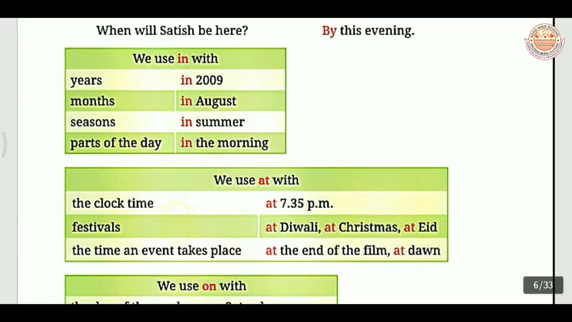 When will Satish be here? By this evening.
We use in with
years in 2009
months in August
seasons in summer
parts of the day in the morning
We use at with
the clock time at 7.35 p.m.
festivals at Diwali, at Christmas, at Eid
the time an event takes place at the end of the film, at dawn
6/33
We use on with